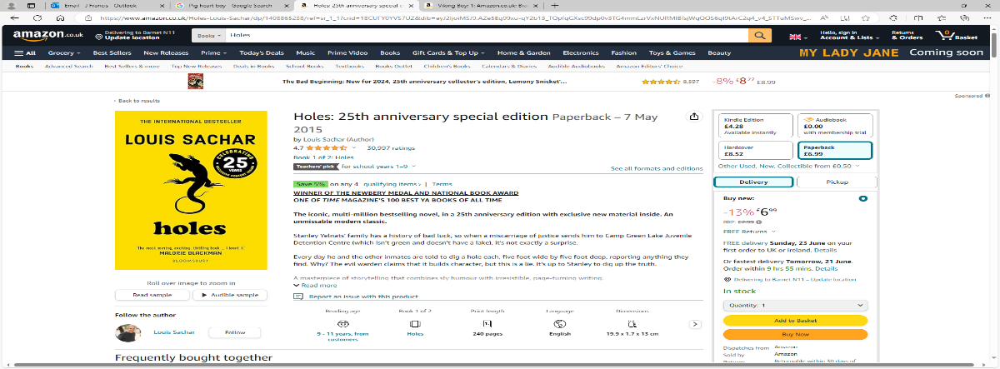 Email - J Francis - Outlook
Pig heart boy - Google Search
Holes: 25th anniversary special e
Viking Boy: 1: Amazon.co.uk: Bra
amazon.co.uk
Delivering to Barnet N11
Update location
Books
Holes
Hello, sign in
Account & Lists
Returns
& Orders
0
Basket
All
Grocery
Best Sellers
New Releases
Prime
Today's Deals
Music
Prime Video
Books
Gift Cards & Top Up
Home & Garden
Electronics
Fashion
Toys & Games
Beauty
MY LADY JANE Coming soon
Books
Advanced Search
Best Sellers & more
Top New Releases
Deals in Books
School Books
Textbooks
Books Outlet
Children's Books
Calendars & Diaries
Audible Audiobooks
Amazon Editors' Choice
The Bad Beginning: New for 2024, 25th anniversary collector's edition, Lemony Snicket'...
8,597
-8% £8.27 £8.99
Sponsored
‹ Back to results
THE INTERNATIONAL BESTSELLER
LOUIS SACHAR
CELEBRATING
25
YEARS
holes
MALORIE BLACKMAN
BLOOMSBURY
Roll over image to zoom in
Read sample
Audible sample
Follow the author
Louis Sachar
Follow
Holes: 25th anniversary special edition Paperback – 7 May
2015
by Louis Sachar (Author)
4.7
30,997 ratings
Book 1 of 2: Holes
Teachers' pick for school years 1-9
See all formats and editions
Save 5% on any 4 qualifying items | Terms
WINNER OF THE NEWBERY MEDAL AND NATIONAL BOOK AWARD
ONE OF TIME MAGAZINE'S 100 BEST YA BOOKS OF ALL TIME
The iconic, multi-million bestselling novel, in a 25th anniversary edition with exclusive new material inside. An
unmissable modern classic.
Stanley Yelnats' family has a history of bad luck, so when a miscarriage of justice sends him to Camp Green Lake Juvenile
Detention Centre (which isn't green and doesn't have a lake), it's not exactly a surprise.
Every day he and the other inmates are told to dig a hole each, five foot wide by five foot deep, reporting anything they
find. Why? The evil warden claims that it builds character, but this is a lie. It's up to Stanley to dig up the truth.
A masterpiece of storytelling that combines sly humour with irresistible, page-turning writing.
Read more
Report an issue with this product
Reading age
9 - 11 years, from
customers
Book 1 of 2
Holes
Print length
240 pages
Language
English
Dimensions
19.9 x 1.7 x 13 cm
Frequently bought together
Kindle Edition
£4.28
Available instantly
Audiobook
£0.00
with membership trial
Hardcover
£8.52
Paperback
£6.99
Other Used, New, Collectible from £0.50
Delivery
Pickup
Buy new:
-13% £6.99
RRP: £7.99
FREE Returns
FREE delivery Sunday, 23 June on your
first order to UK or Ireland. Details
Or fastest delivery Tomorrow, 21 June.
Order within 9 hrs 55 mins. Details
Delivering to Barnet N11 – Update location
In stock
Quantity: 1
Add to Basket
Buy Now
Dispatches from Amazon
Sold by Amazon
Returns Returnable within 30 days of